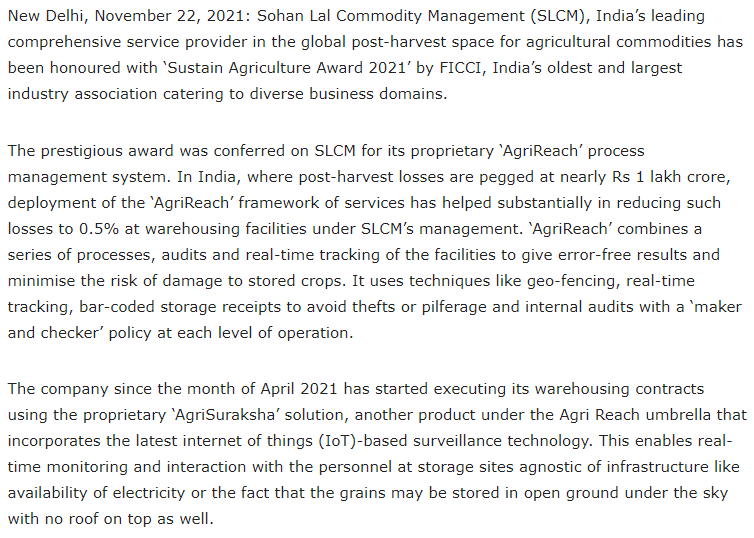 New Delhi, November 22, 2021: Sohan Lal Commodity Management (SLCM), India’s leading
comprehensive service provider in the global post-harvest space for agricultural commodities has
been honoured with ‘Sustain Agriculture Award 2021’ by FICCI, India’s oldest and largest
industry association catering to diverse business domains.
The prestigious award was conferred on SLCM for its proprietary ‘AgriReach’ process
management system. In India, where post-harvest losses are pegged at nearly Rs 1 lakh crore,
deployment of the ‘AgriReach’ framework of services has helped substantially in reducing such
losses to 0.5% at warehousing facilities under SLCM’s management. ‘AgriReach’ combines a
series of processes, audits and real-time tracking of the facilities to give error-free results and
minimise the risk of damage to stored crops. It uses techniques like geo-fencing, real-time
tracking, bar-coded storage receipts to avoid thefts or pilferage and internal audits with a ‘maker
and checker’ policy at each level of operation.
The company since the month of April 2021 has started executing its warehousing contracts
using the proprietary ‘AgriSuraksha’ solution, another product under the Agri Reach umbrella that
incorporates the latest internet of things (IoT)-based surveillance technology. This enables real-
time monitoring and interaction with the personnel at storage sites agnostic of infrastructure like
availability of electricity or the fact that the grains may be stored in open ground under the sky
with no roof on top as well.